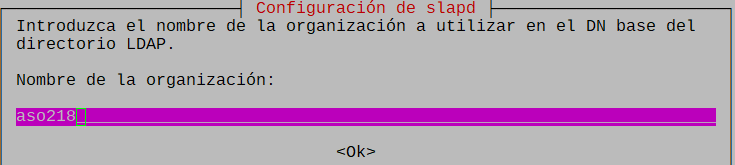 Configuración de slapd
Introduzca el nombre de la organización a utilizar en el DN base del
directorio LDAP.
Nombre de la organización:
aso218
<Ok>